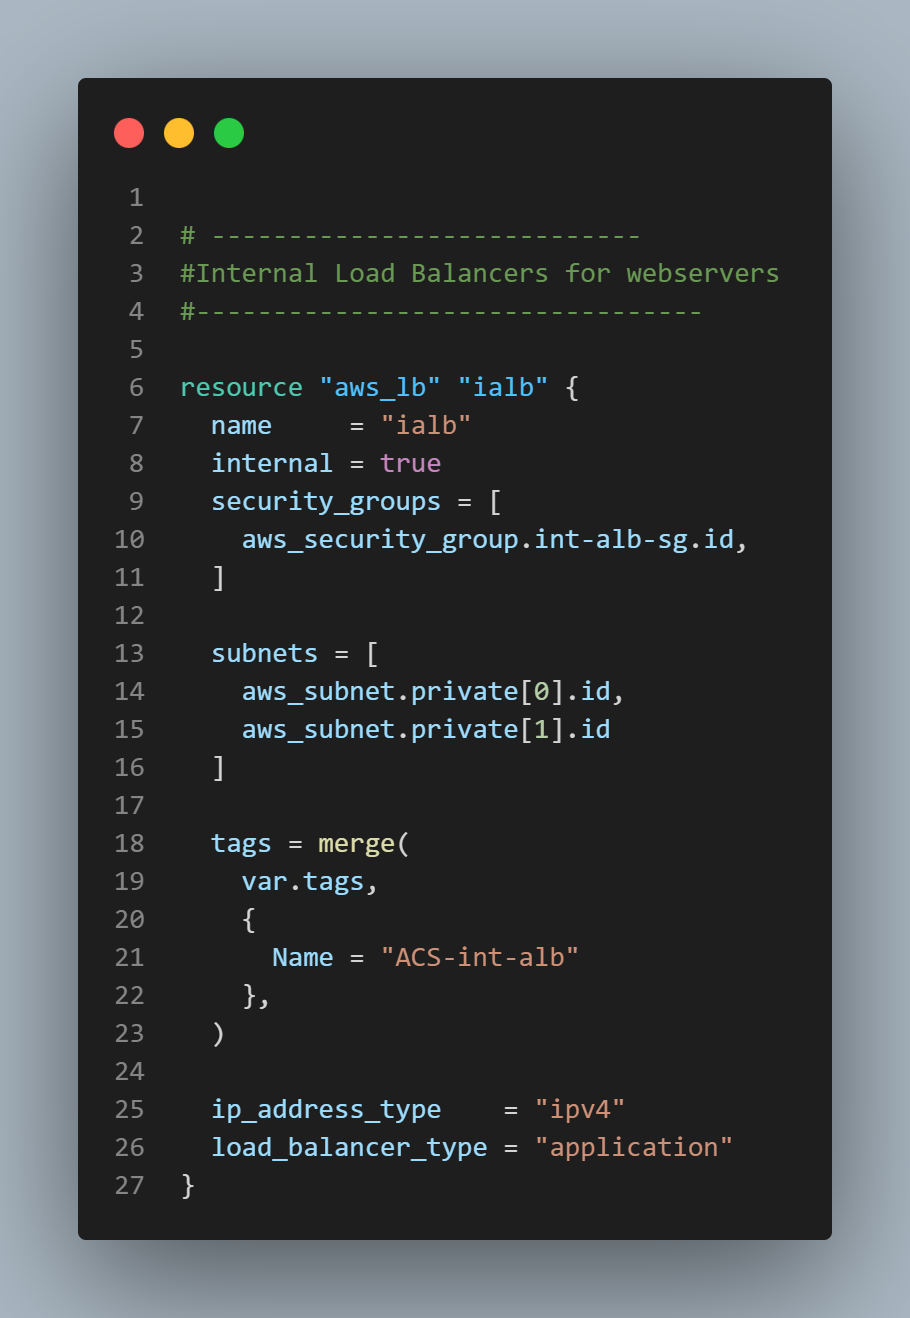 1
2 # ----------------------------
3 #Internal Load Balancers for webservers
4 #---------------------------------
5
6 resource "aws_lb" "ialb" {
7   name     = "ialb"
8   internal = true
9   security_groups = [
10     aws_security_group.int-alb-sg.id,
11   ]
12
13   subnets = [
14     aws_subnet.private[0].id,
15     aws_subnet.private[1].id
16   ]
17
18   tags = merge(
19     var.tags,
20     {
21       Name = "ACS-int-alb"
22     },
23   )
24
25   ip_address_type    = "ipv4"
26   load_balancer_type = "application"
27 }